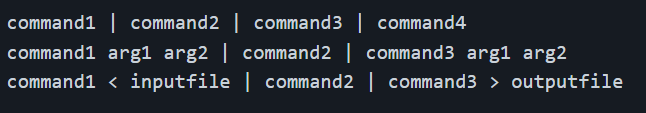 command1 | command2 | command3 | command4
command1 arg1 arg2 | command2 | command3 arg1 arg2
command1 < inputfile | command2 | command3 > outputfile